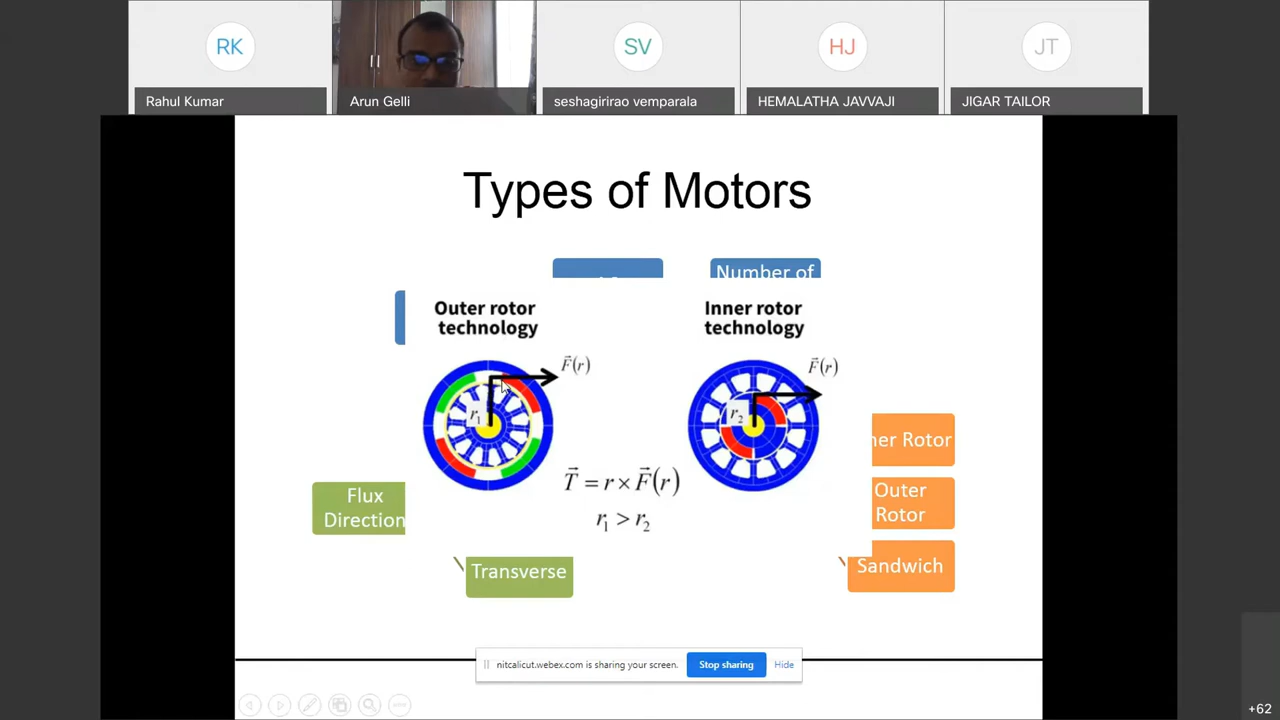 RK
SV
HJ
JT
Rahul Kumar
Arun Gelli
seshagirirao vemparala
HEMALATHA JAVVAJI
JIGAR TAILOR
Types of Motors
Number of
Outer rotor
technology
Inner rotor
technology
F⃗(r)
F⃗(r)
r₁
r₂
ner Rotor
T⃗ = r × F⃗(r)
r₁ > r₂
Flux
Direction
Outer
Rotor
Transverse
Sandwich
nitcalicut.webex.com is sharing your screen.
Stop sharing
Hide
+62